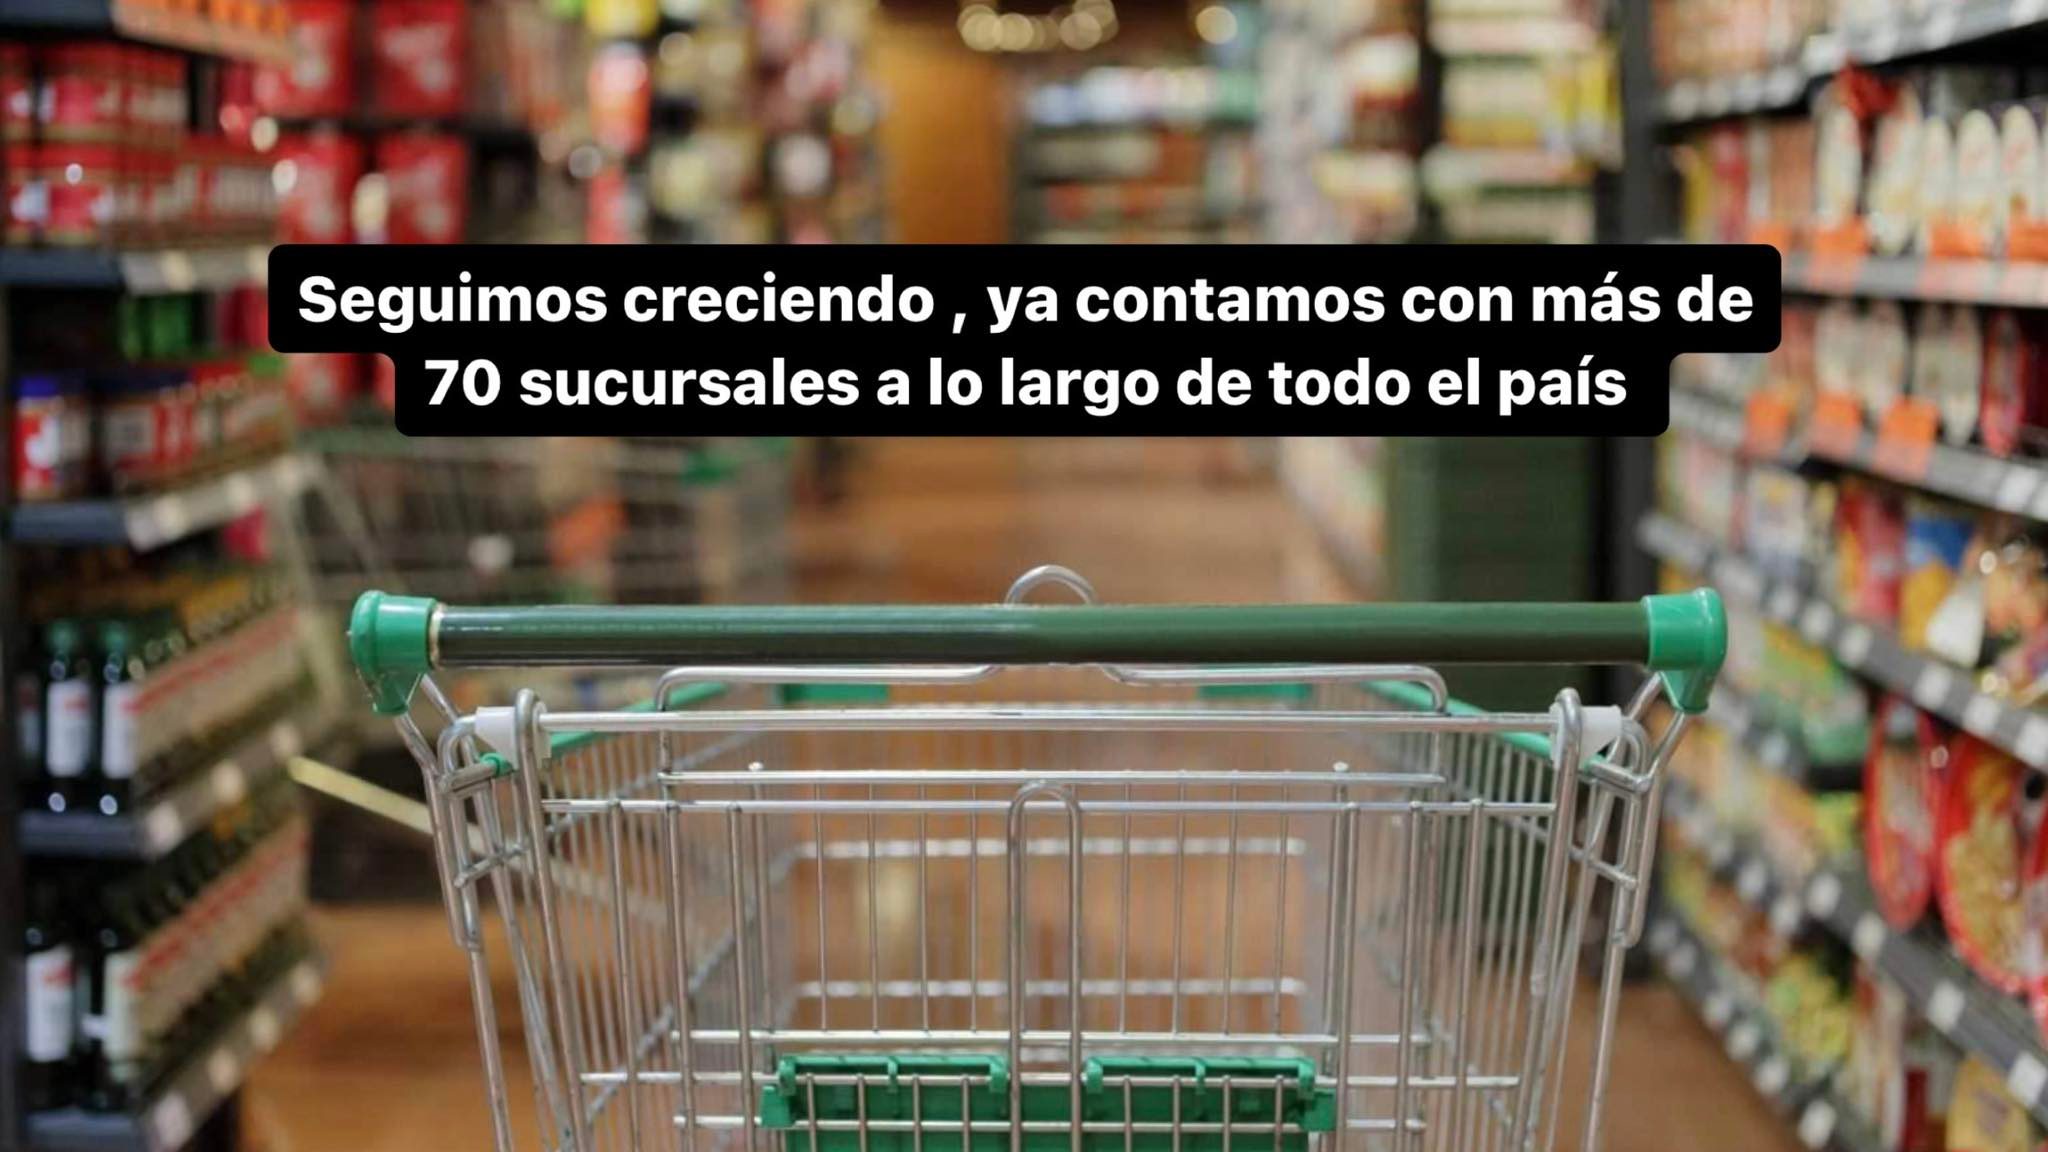 Seguimos creciendo , ya contamos con más de
70 sucursales a lo largo de todo el país